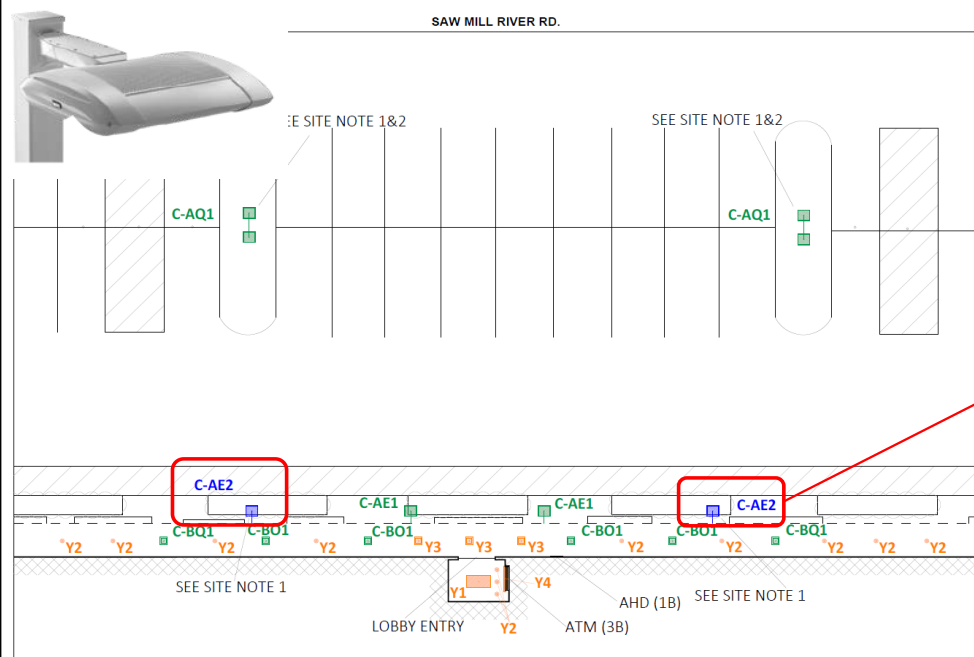 SAW MILL RIVER RD.
EE SITE NOTE 1&2
SEE SITE NOTE 1&2
C-AQ1
C-AQ1
C-AE2
C-AE1
C-AE1
C-AE2
C-BQ1
C-BO1
C-BO1
C-BO1
C-BO1
C-BQ1
Y2
Y2
Y2
Y2
Y3
Y3
Y3
Y2
Y2
Y2
Y2
Y2
SEE SITE NOTE 1
Y1
Y4
AHD (1B)
SEE SITE NOTE 1
LOBBY ENTRY
Y2
ATM (3B)